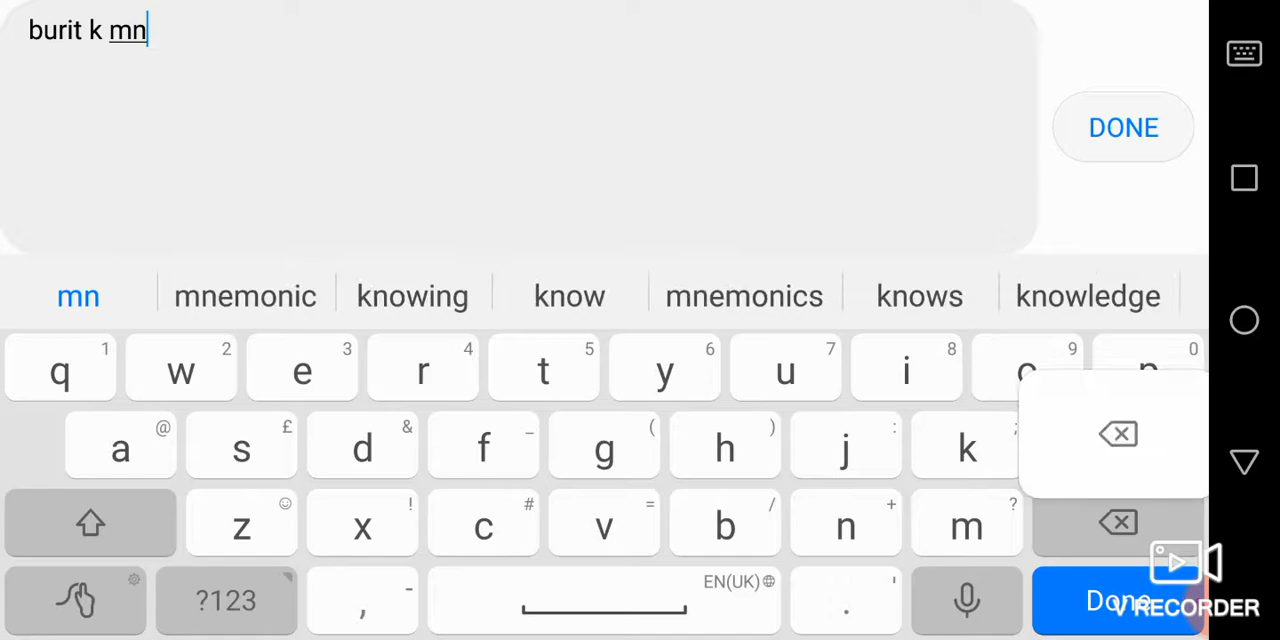 burit k mn
DONE
mn mnemonic knowing know mnemonics knows knowledge
q 1 w 2 e 3 r 4 t 5 y 6 u 7 i 8 o 9 p 0
a @ s £ d & f _ g ( h ) j : k ;
z x ! c # v = b / n + m ?
?123 , - EN(UK) . ' Done
V RECORDER